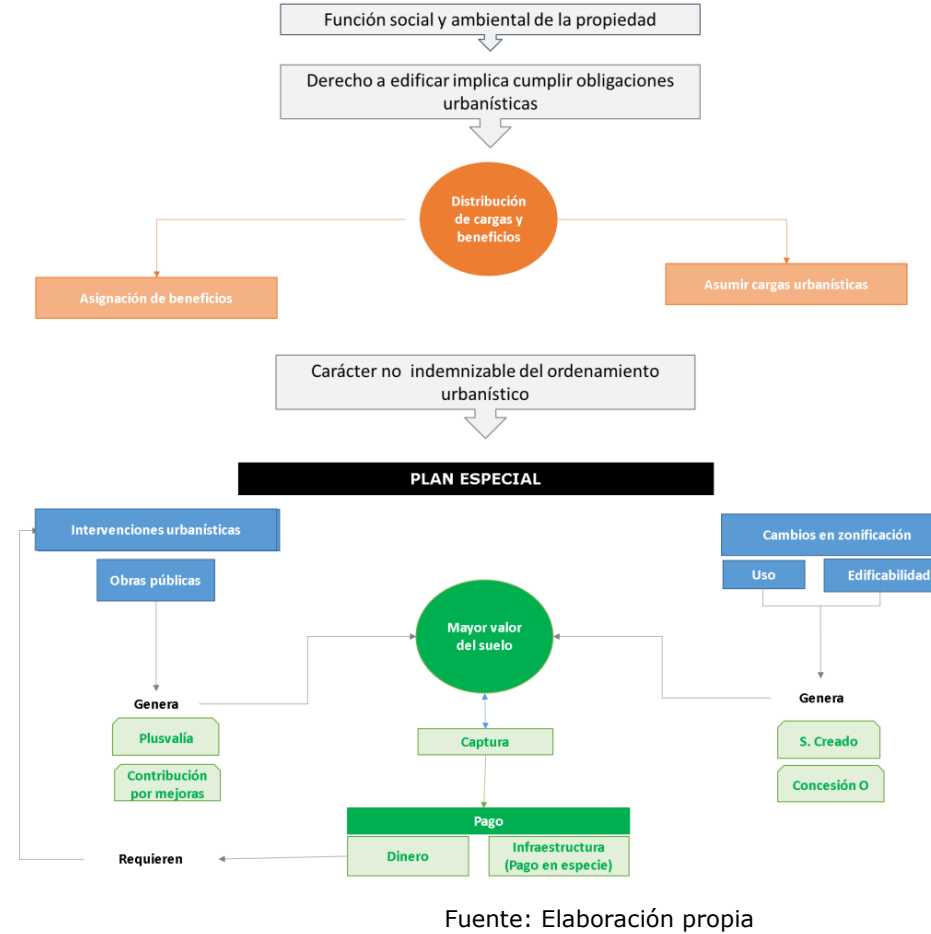 Función social y ambiental de la propiedad
Derecho a edificar implica cumplir obligaciones
urbanísticas
Distribución
de cargas y
beneficios
Asignación de beneficios
Asumir cargas urbanísticas
Carácter no indemnizable del ordenamiento
urbanístico
PLAN ESPECIAL
Intervenciones urbanísticas
Obras públicas
Cambios en zonificación
Uso
Edificabilidad
Mayor valor
del suelo
Genera
Plusvalía
Contribución
por mejoras
Genera
S. Creado
Concesión O
Captura
Pago
Dinero
Infraestructura
(Pago en especie)
Requieren
Fuente: Elaboración propia